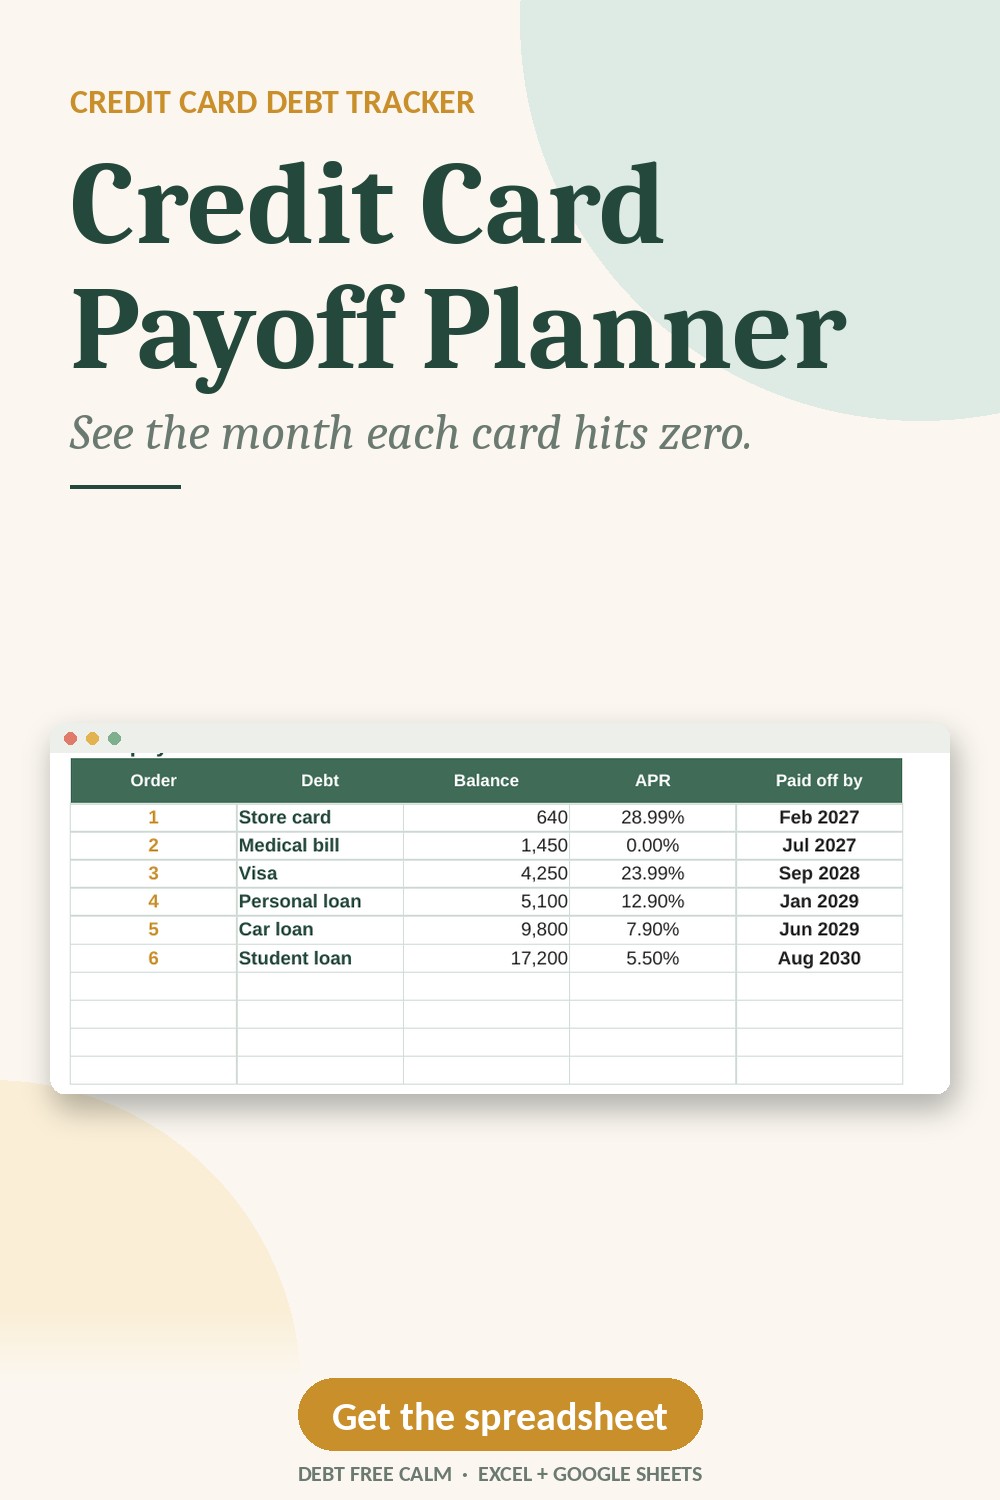 CREDIT CARD DEBT TRACKER
Credit Card
Payoff Planner
See the month each card hits zero.
Order Debt Balance APR Paid off by
1 Store card 640 28.99% Feb 2027
2 Medical bill 1,450 0.00% Jul 2027
3 Visa 4,250 23.99% Sep 2028
4 Personal loan 5,100 12.90% Jan 2029
5 Car loan 9,800 7.90% Jun 2029
6 Student loan 17,200 5.50% Aug 2030
Get the spreadsheet
DEBT FREE CALM · EXCEL + GOOGLE SHEETS